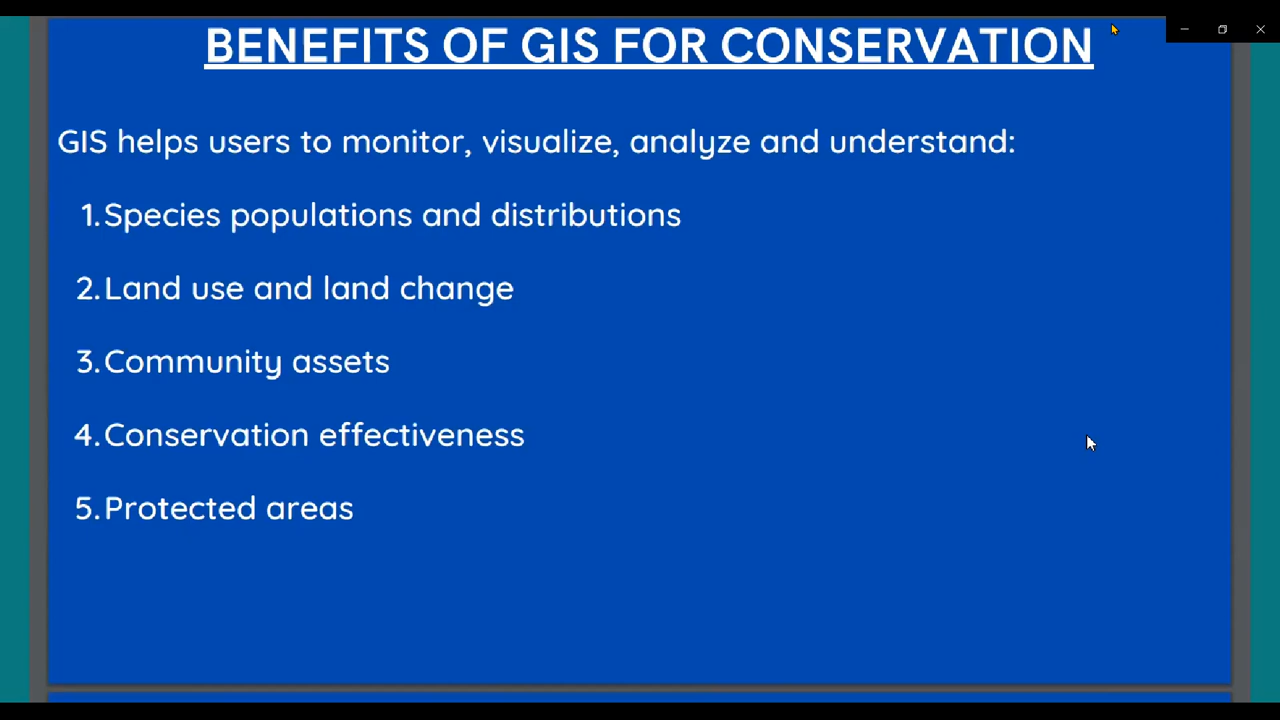 BENEFITS OF GIS FOR CONSERVATION
GIS helps users to monitor, visualize, analyze and understand:
1.Species populations and distributions
2.Land use and land change
3.Community assets
4.Conservation effectiveness
5.Protected areas